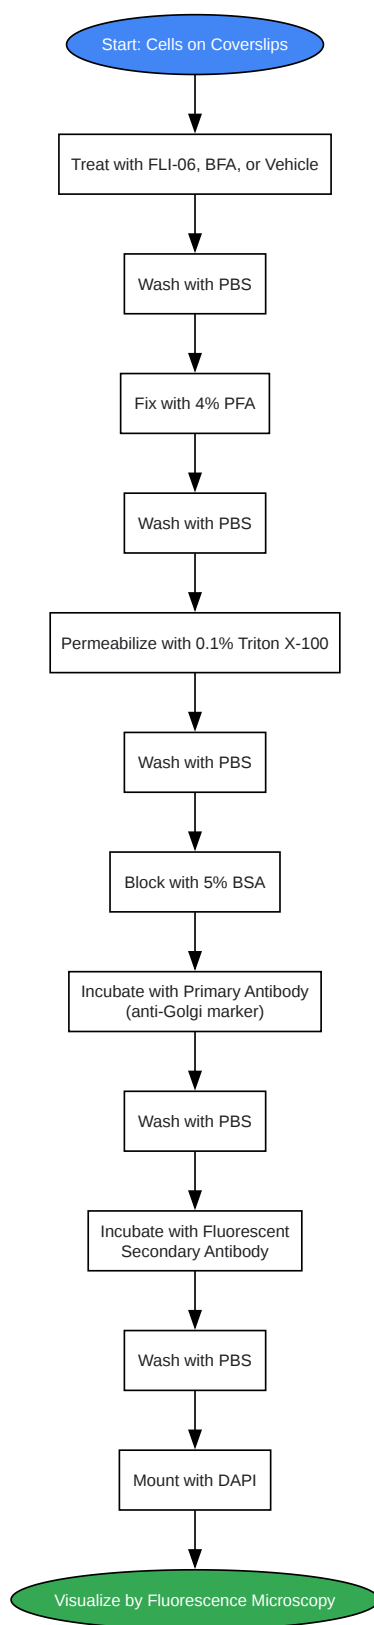 Start: Cells on Coverslips
Treat with FLI-06, BFA, or Vehicle
Wash with PBS
Fix with 4% PFA
Wash with PBS
Permeabilize with 0.1% Triton X-100
Wash with PBS
Block with 5% BSA
Incubate with Primary Antibody
(anti-Golgi marker)
Wash with PBS
Incubate with Fluorescent
Secondary Antibody
Wash with PBS
Mount with DAPI
Visualize by Fluorescence Microscopy